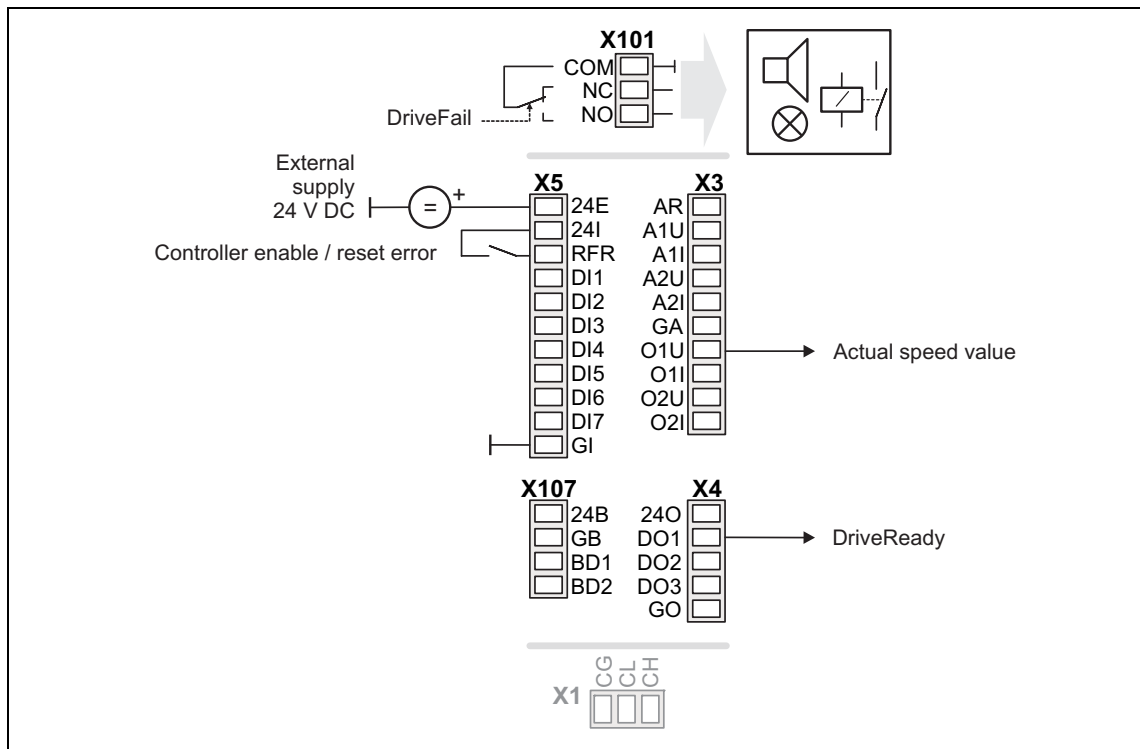 X101
COM
NC
NO
DriveFail
External
supply
24 V DC
=
+
Controller enable / reset error
X5
24E
24I
RFR
DI1
DI2
DI3
DI4
DI5
DI6
DI7
GI
X3
AR
A1U
A1I
A2U
A2I
GA
O1U
O1I
O2U
O2I
Actual speed value
X107
24B
GB
BD1
BD2
X4
24O
DO1
DO2
DO3
GO
DriveReady
X1
CG
CL
CH